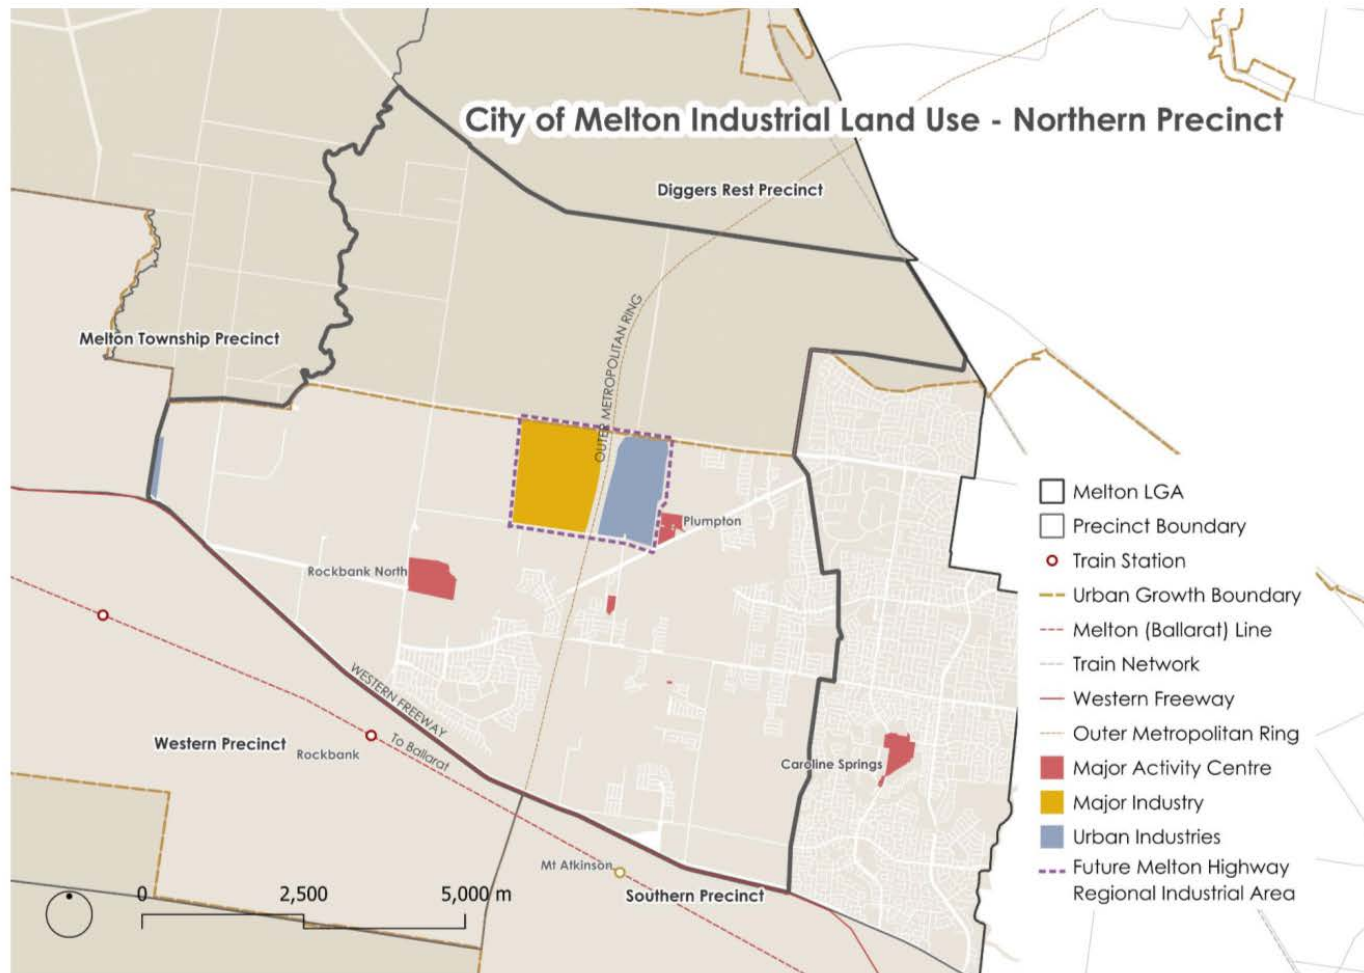 City of Melton Industrial Land Use - Northern Precinct
Diggers Rest Precinct
Melton Township Precinct
OUTER METROPOLITAN RING
OUTER METROPOLITAN RING
Plumpton
Rockbank North
WESTERN FREEWAY
To Ballarat
Western Precinct
Rockbank
Caroline Springs
Mt Atkinson
Southern Precinct
0 2,500 5,000 m
Melton LGA
Precinct Boundary
Train Station
Urban Growth Boundary
Melton (Ballarat) Line
Train Network
Western Freeway
Outer Metropolitan Ring
Major Activity Centre
Major Industry
Urban Industries
Future Melton Highway
Regional Industrial Area